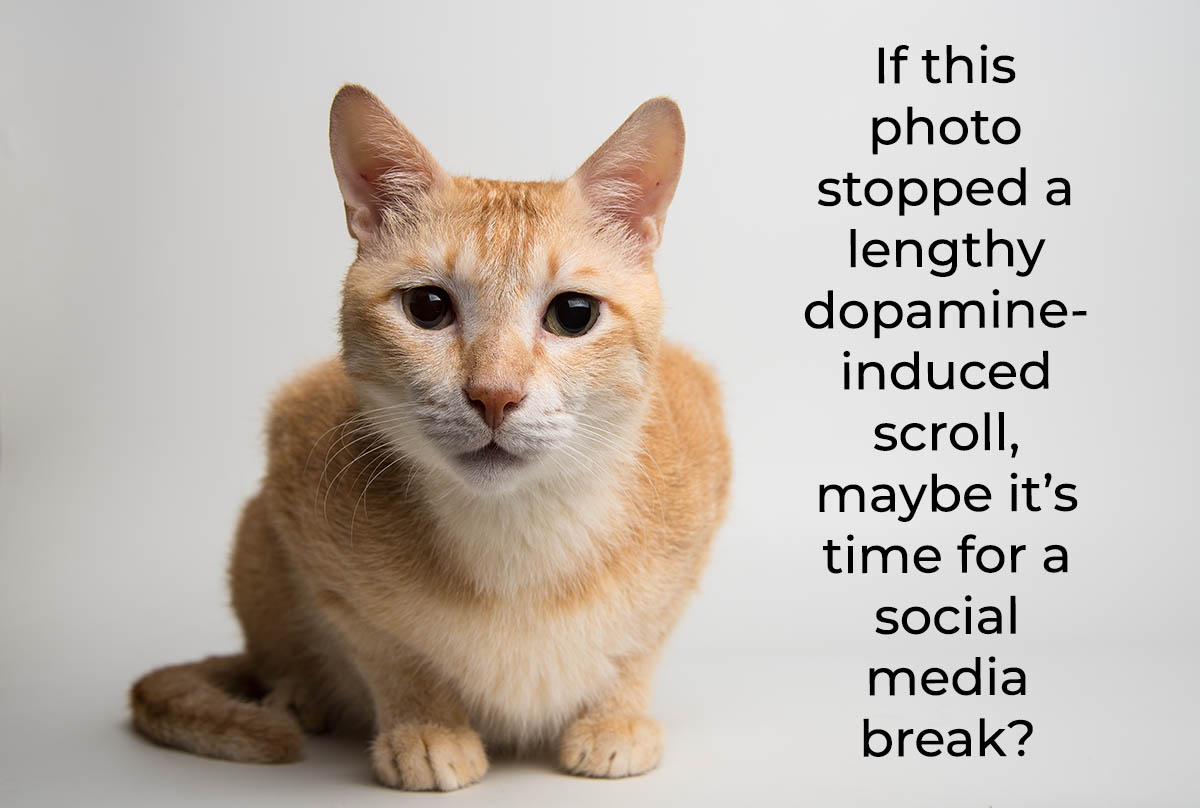 If this
photo
stopped a
lengthy
dopamine-
induced
scroll,
maybe it’s
time for a
social
media
break?